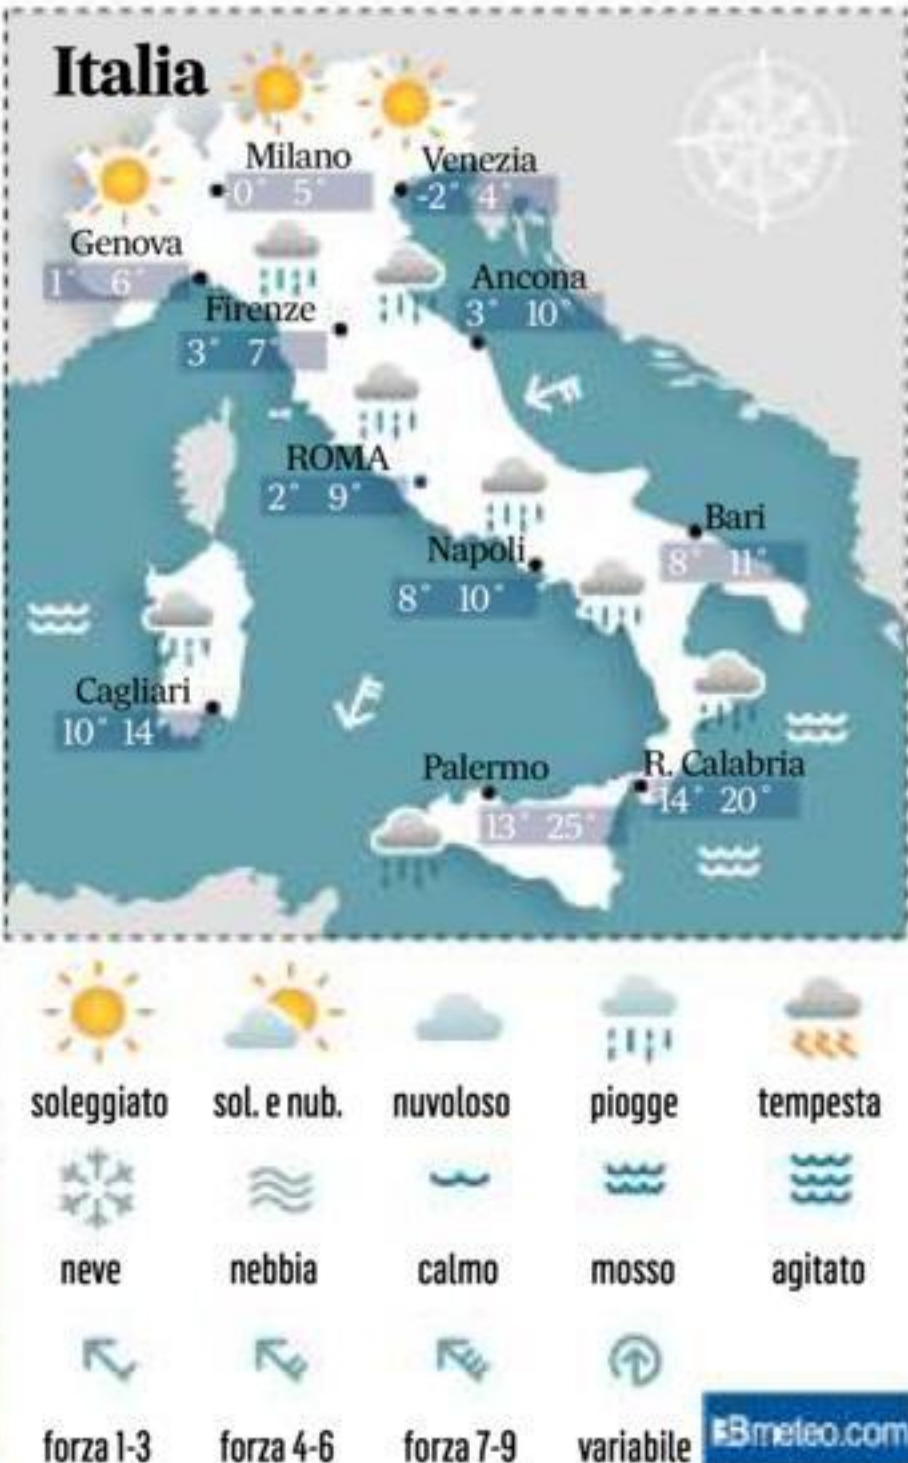 Italia
Milano
0° 5°
Venezia
-2° 4°
Genova
1° 6°
Firenze
3° 7°
Ancona
3° 10°
ROMA
2° 9°
Napoli
8° 10°
Bari
8° 11°
Cagliari
10° 14°
Palermo
13° 25°
R. Calabria
14° 20°
soleggiato
sol. e nub.
nuvoloso
piogge
tempesta
neve
nebbia
calmo
mosso
agitato
forza 1-3
forza 4-6
forza 7-9
variabile
3Bmeteo.com